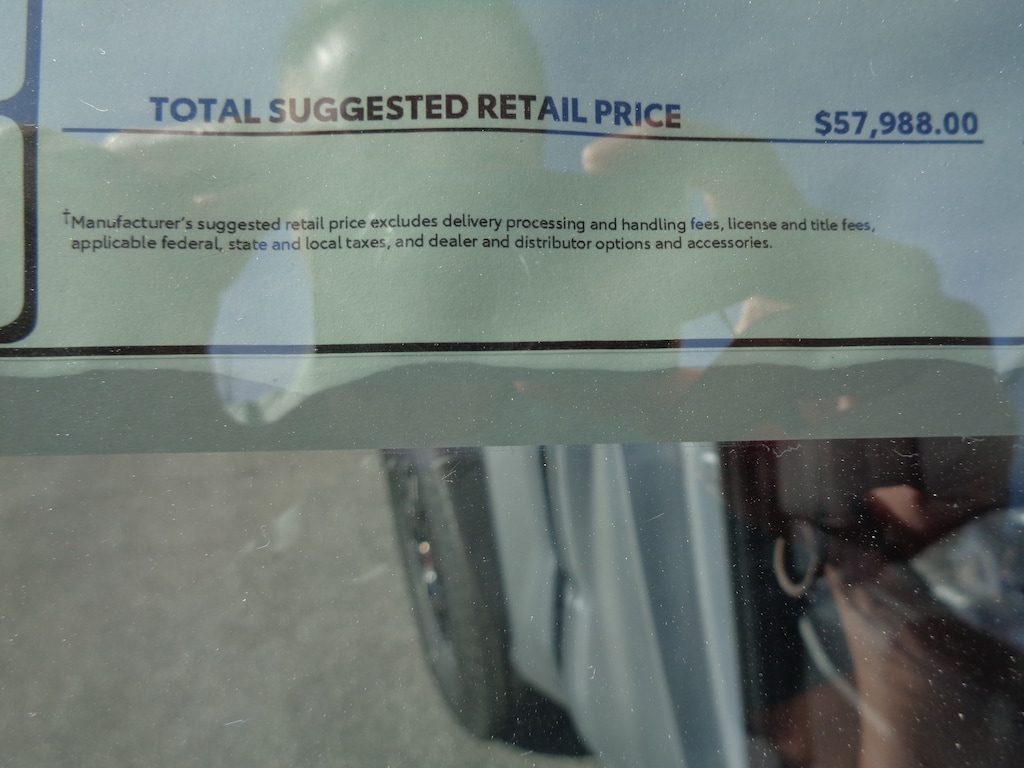 TOTAL SUGGESTED RETAIL PRICE $57,988.00
†Manufacturer's suggested retail price excludes delivery processing and handling fees, license and title fees,
applicable federal, state and local taxes, and dealer and distributor options and accessories.